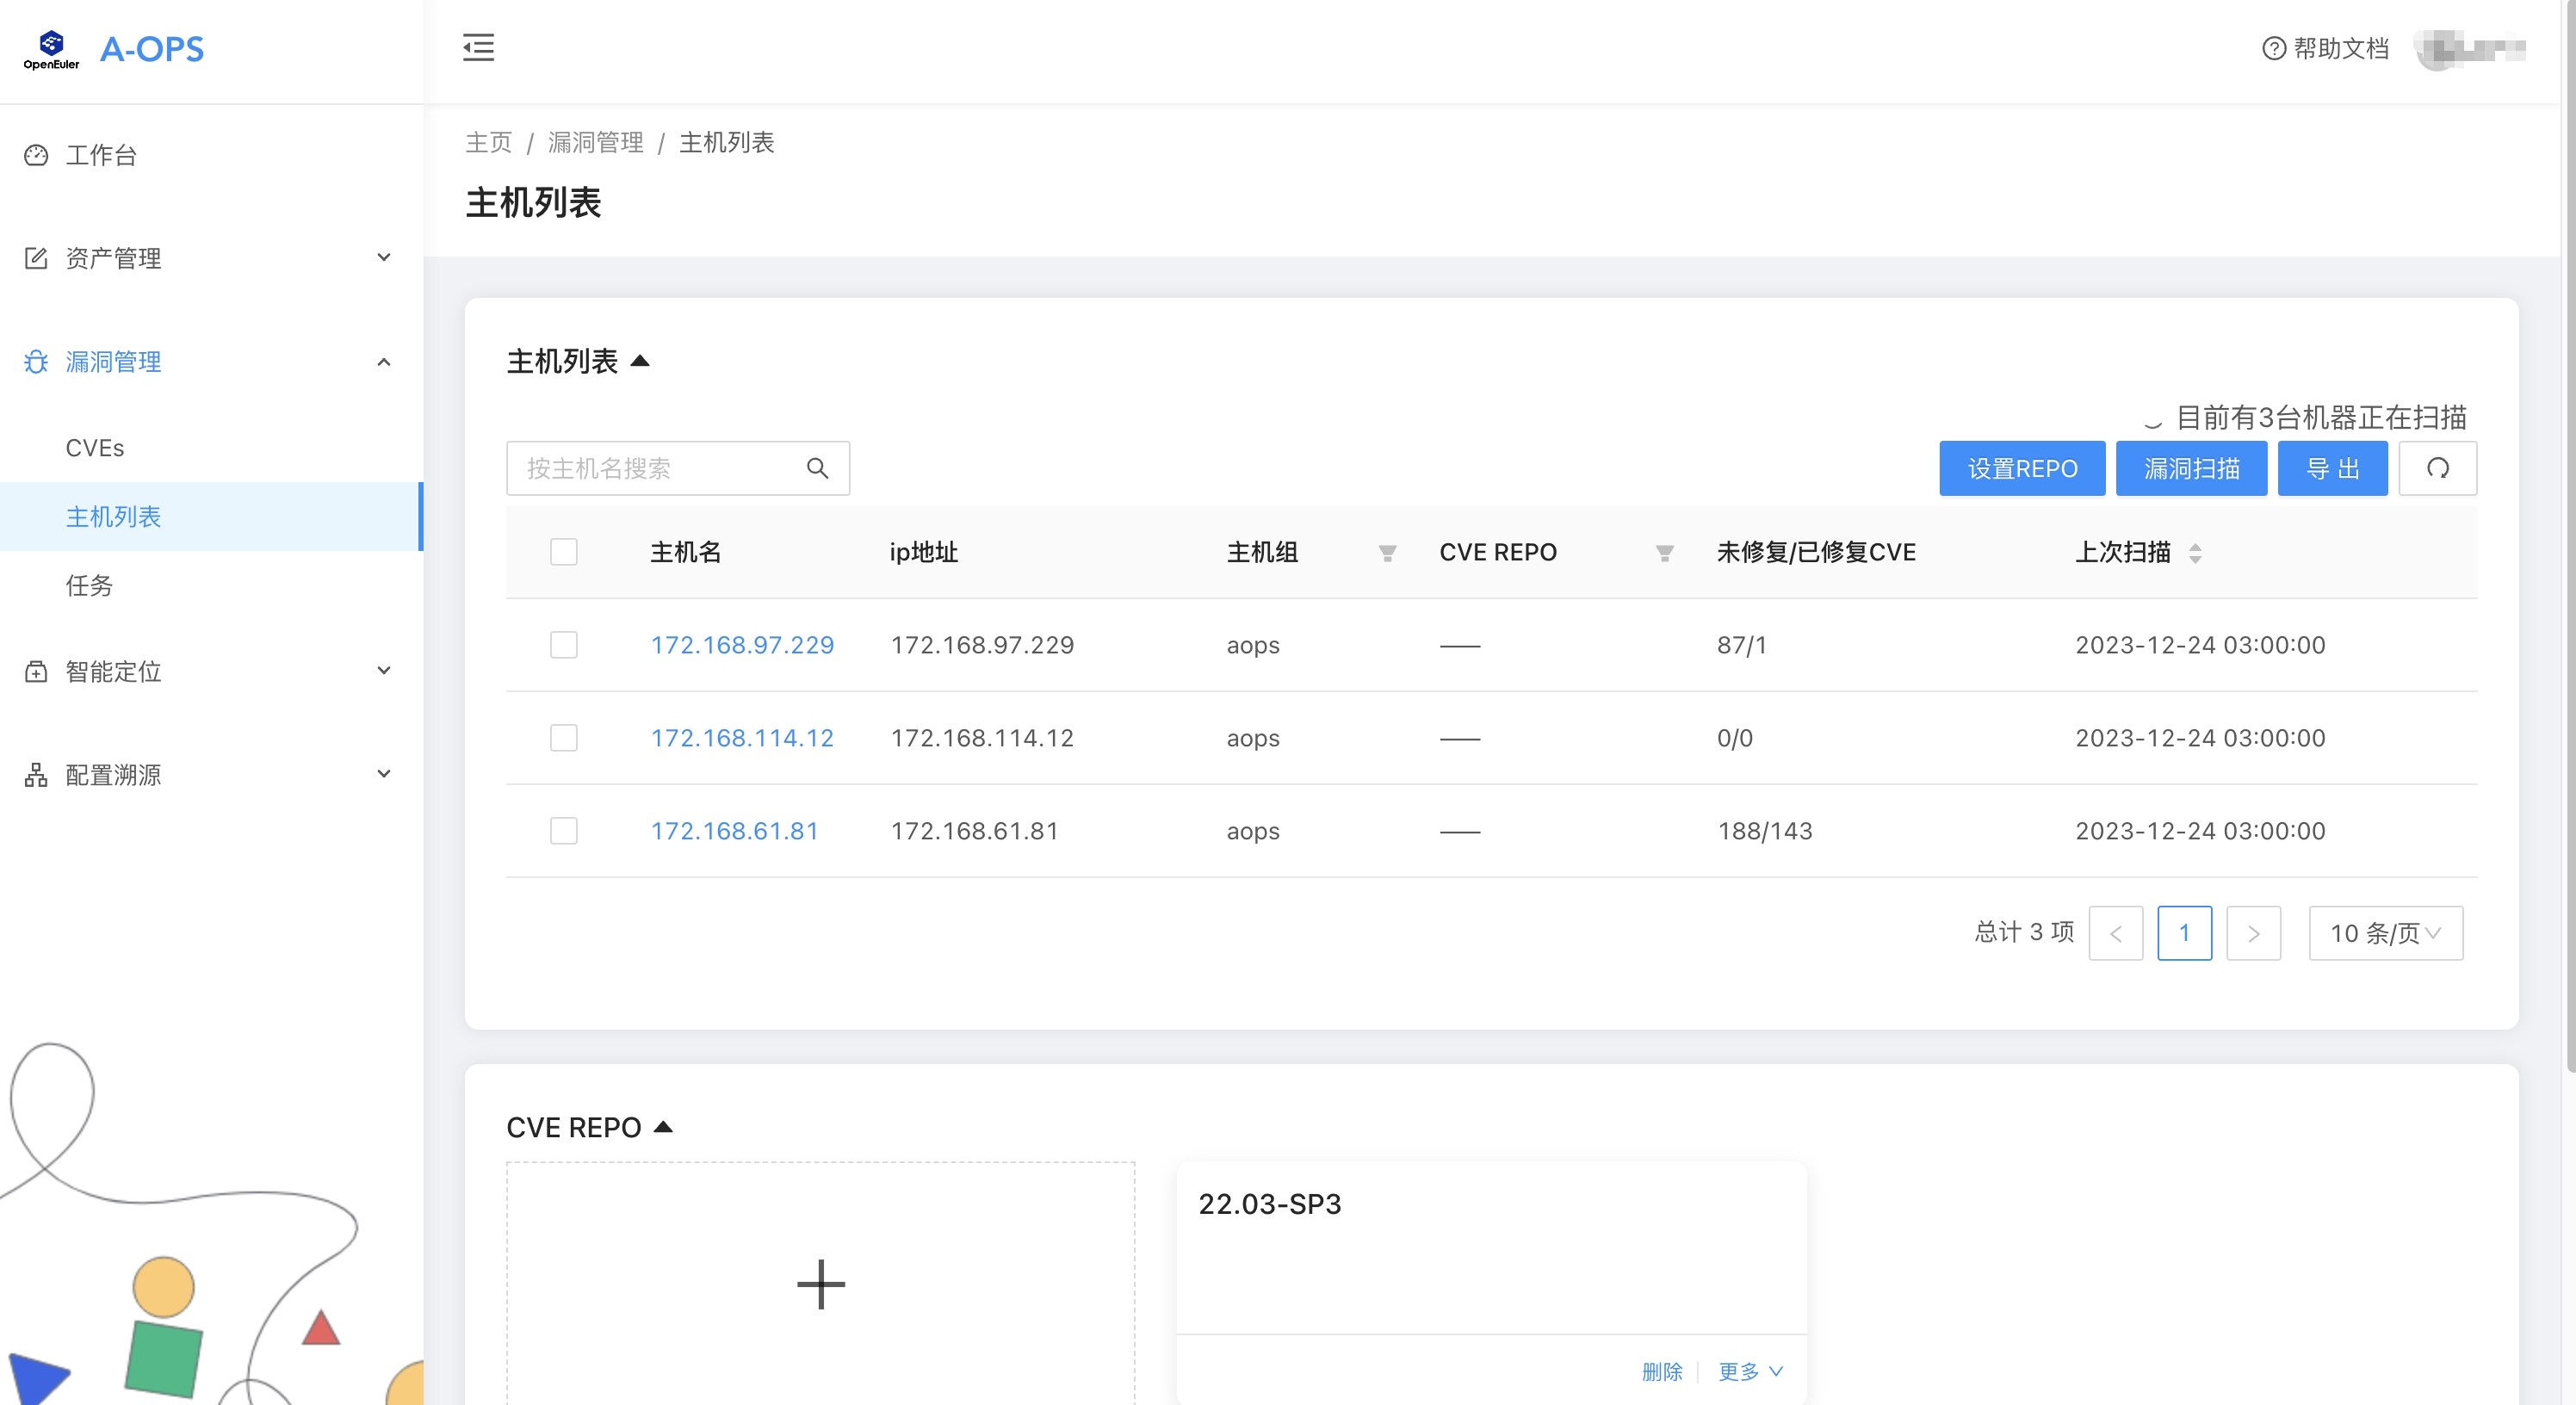 OpenEuler
A-OPS
帮助文档
工作台
资产管理
漏洞管理
CVEs
主机列表
任务
智能定位
配置溯源
主页 / 漏洞管理 / 主机列表
主机列表
主机列表
目前有3台机器正在扫描
按主机名搜索
设置REPO 漏洞扫描 导 出
主机名 ip地址 主机组 CVE REPO 未修复/已修复CVE 上次扫描
172.168.97.229 172.168.97.229 aops —— 87/1 2023-12-24 03:00:00
172.168.114.12 172.168.114.12 aops —— 0/0 2023-12-24 03:00:00
172.168.61.81 172.168.61.81 aops —— 188/143 2023-12-24 03:00:00
总计 3 项 < 1 > 10 条/页
CVE REPO
22.03-SP3
删除 更多